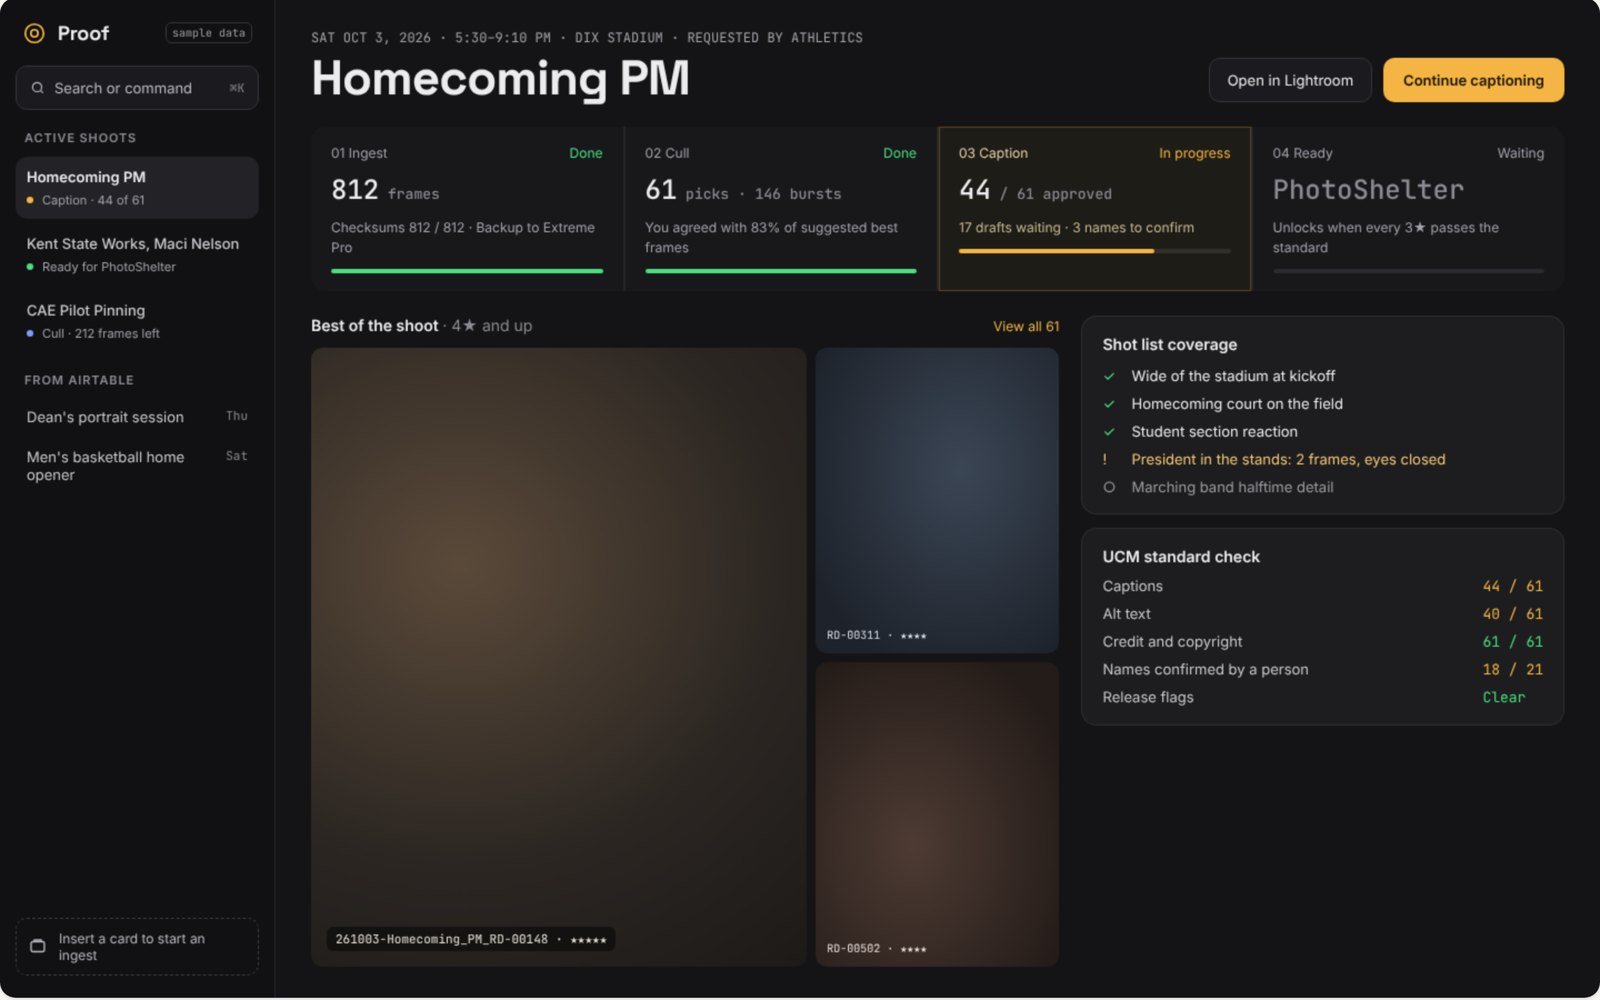 Proof
sample data
Search or command ⌘K
ACTIVE SHOOTS
Homecoming PM
Caption · 44 of 61
Kent State Works, Maci Nelson
Ready for PhotoShelter
CAE Pilot Pinning
Cull · 212 frames left
FROM AIRTABLE
Dean's portrait session Thu
Men's basketball home Sat
opener
Insert a card to start an
ingest
SAT OCT 3, 2026 · 5:30–9:10 PM · DIX STADIUM · REQUESTED BY ATHLETICS
Homecoming PM
Open in Lightroom
Continue captioning
01 Ingest Done
812 frames
Checksums 812 / 812 · Backup to Extreme
Pro
02 Cull Done
61 picks · 146 bursts
You agreed with 83% of suggested best
frames
03 Caption In progress
44 / 61 approved
17 drafts waiting · 3 names to confirm
04 Ready Waiting
PhotoShelter
Unlocks when every 3★ passes the
standard
Best of the shoot · 4★ and up View all 61
261003-Homecoming_PM_RD-00148 · ★★★★★
RD-00311 · ★★★★
RD-00502 · ★★★★
Shot list coverage
Wide of the stadium at kickoff
Homecoming court on the field
Student section reaction
! President in the stands: 2 frames, eyes closed
Marching band halftime detail
UCM standard check
Captions 44 / 61
Alt text 40 / 61
Credit and copyright 61 / 61
Names confirmed by a person 18 / 21
Release flags Clear